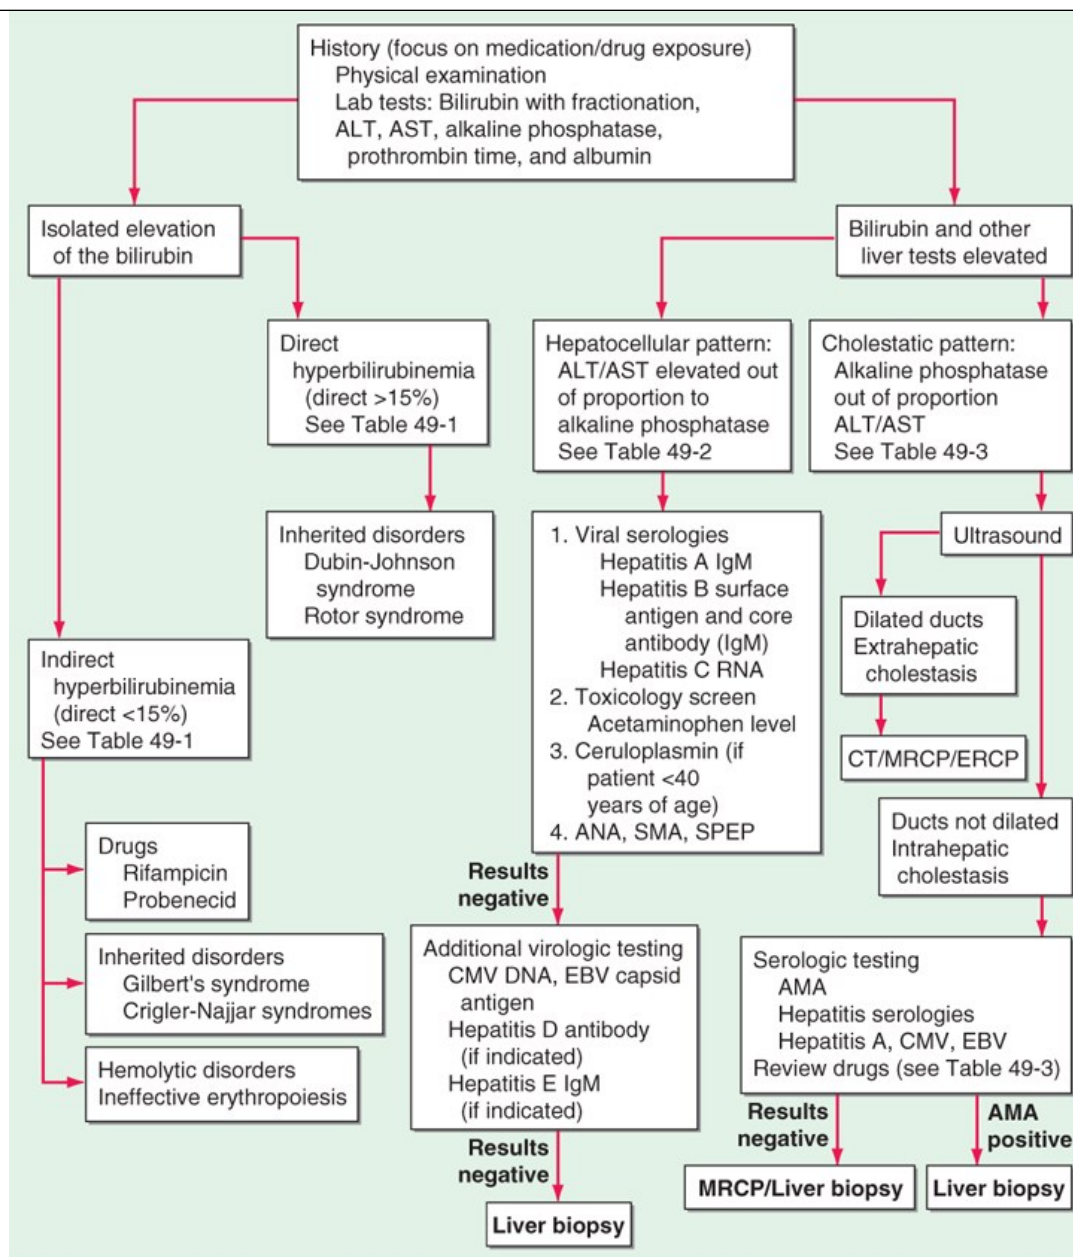 History (focus on medication/drug exposure)
Physical examination
Lab tests: Bilirubin with fractionation,
ALT, AST, alkaline phosphatase,
prothrombin time, and albumin
Isolated elevation
of the bilirubin
Bilirubin and other
liver tests elevated
Direct
hyperbilirubinemia
(direct >15%)
See Table 49-1
Hepatocellular pattern:
ALT/AST elevated out
of proportion to
alkaline phosphatase
See Table 49-2
Cholestatic pattern:
Alkaline phosphatase
out of proportion
ALT/AST
See Table 49-3
Inherited disorders
Dubin-Johnson
syndrome
Rotor syndrome
1. Viral serologies
Hepatitis A IgM
Hepatitis B surface
antigen and core
antibody (IgM)
Hepatitis C RNA
2. Toxicology screen
Acetaminophen level
3. Ceruloplasmin (if
patient <40
years of age)
4. ANA, SMA, SPEP
Ultrasound
Dilated ducts
Extrahepatic
cholestasis
CT/MRCP/ERCP
Indirect
hyperbilirubinemia
(direct <15%)
See Table 49-1
Ducts not dilated
Intrahepatic
cholestasis
Drugs
Rifampicin
Probenecid
Inherited disorders
Gilbert's syndrome
Crigler-Najjar syndromes
Hemolytic disorders
Ineffective erythropoiesis
Results
negative
Additional virologic testing
CMV DNA, EBV capsid
antigen
Hepatitis D antibody
(if indicated)
Hepatitis E IgM
(if indicated)
Results
negative
Liver biopsy
Serologic testing
AMA
Hepatitis serologies
Hepatitis A, CMV, EBV
Review drugs (see Table 49-3)
Results
negative
AMA
positive
MRCP/Liver biopsy
Liver biopsy